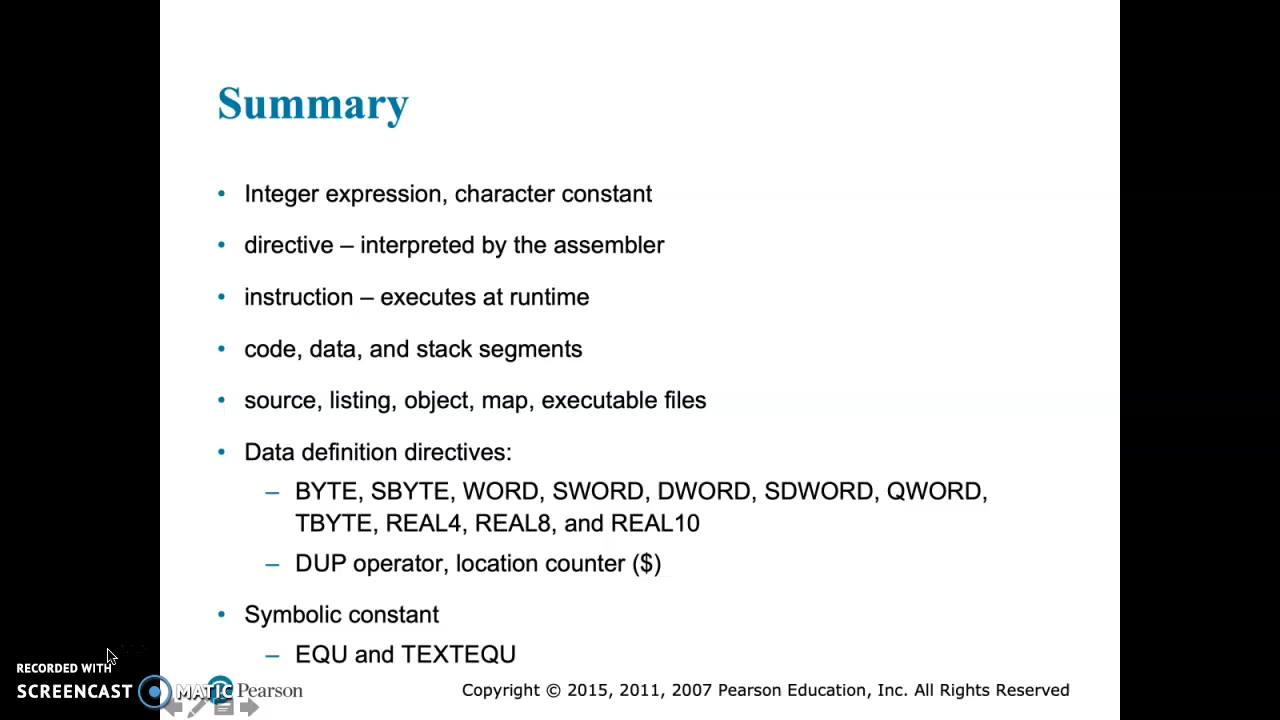 Summary
• Integer expression, character constant
• directive – interpreted by the assembler
• instruction – executes at runtime
• code, data, and stack segments
• source, listing, object, map, executable files
• Data definition directives:
– BYTE, SBYTE, WORD, SWORD, DWORD, SDWORD, QWORD,
TBYTE, REAL4, REAL8, and REAL10
– DUP operator, location counter ($)
• Symbolic constant
– EQU and TEXTEQU
RECORDED WITH
SCREENCAST MATIC
Pearson
Copyright © 2015, 2011, 2007 Pearson Education, Inc. All Rights Reserved